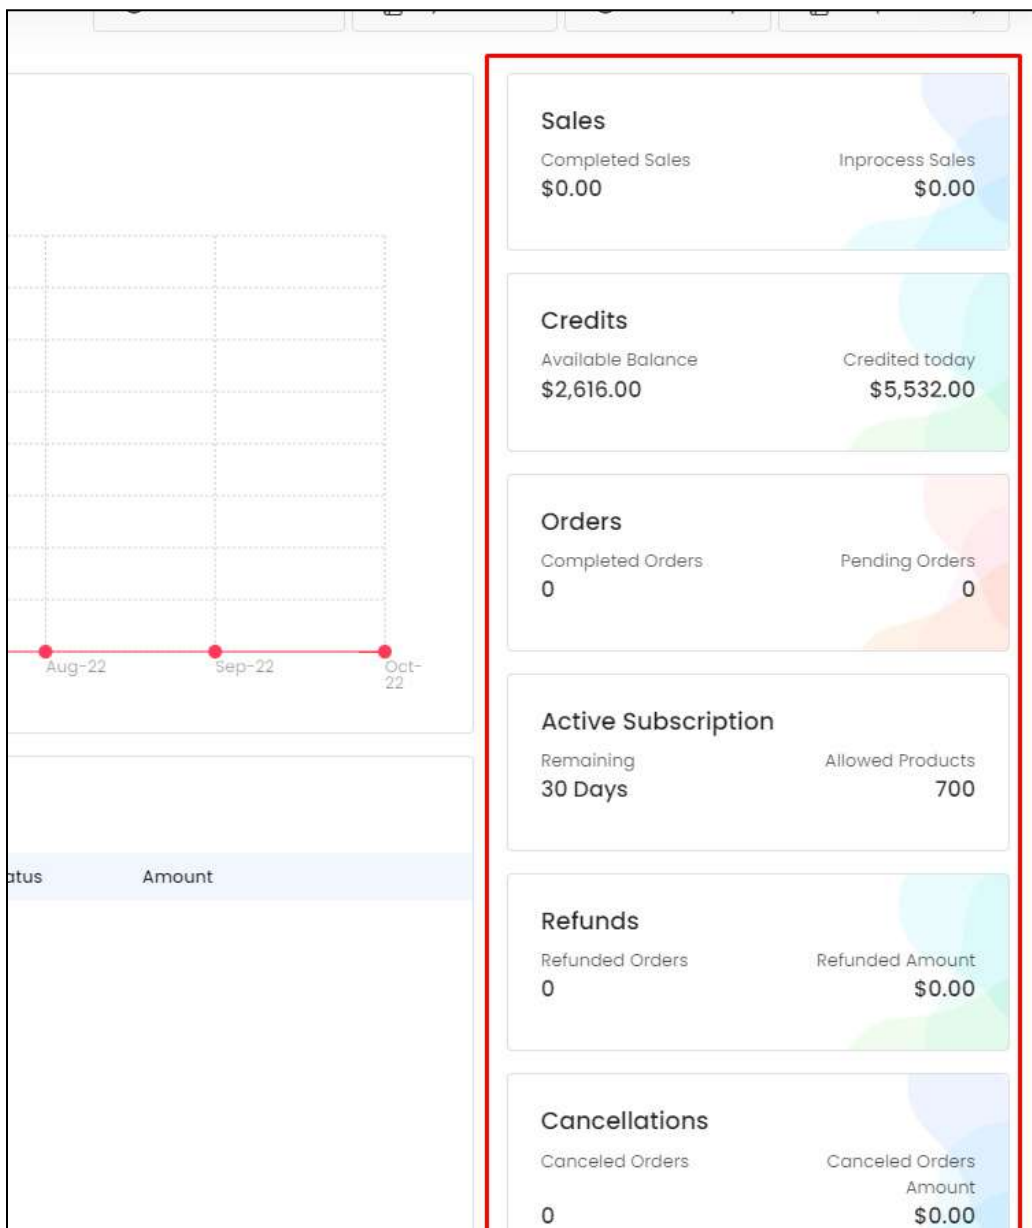 Sales
Completed Sales Inprocess Sales
$0.00 $0.00
Credits
Available Balance Credited today
$2,616.00 $5,532.00
Orders
Completed Orders Pending Orders
0 0
Aug-22 Sep-22 Oct-
22
Active Subscription
Remaining Allowed Products
30 Days 700
atus Amount
Refunds
Refunded Orders Refunded Amount
0 $0.00
Cancellations
Canceled Orders Canceled Orders
Amount
0 $0.00